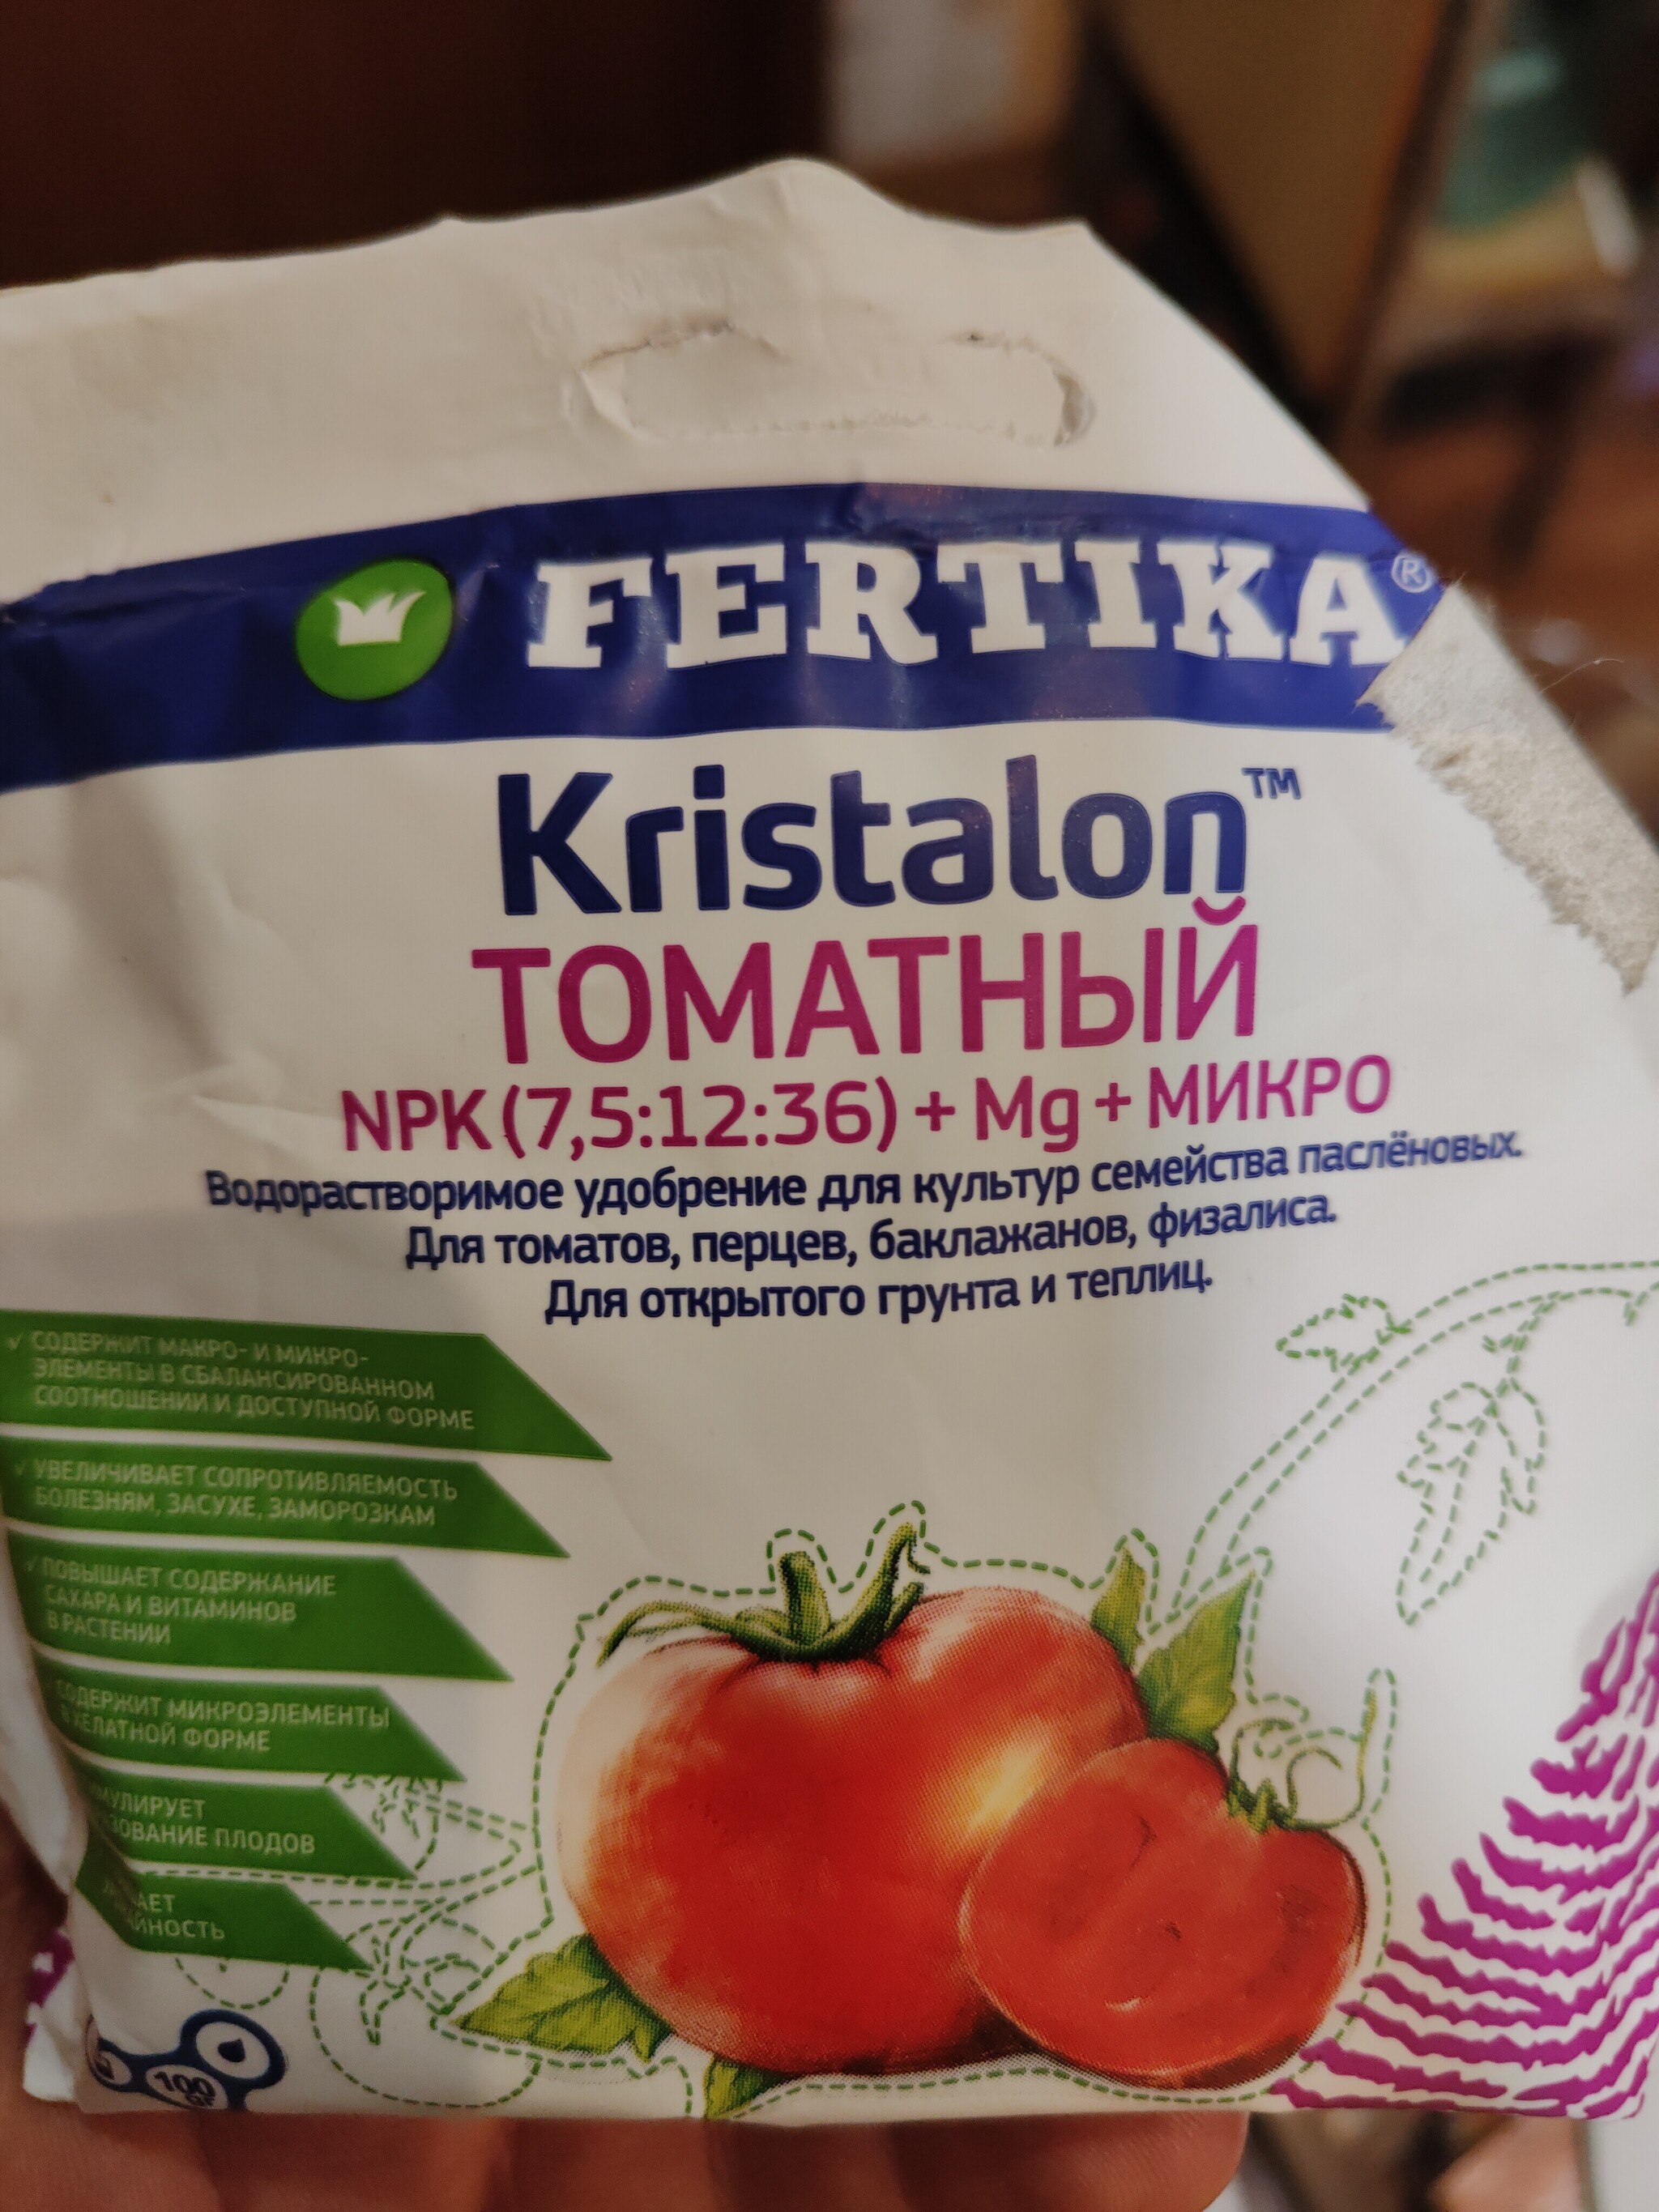 FERTIKA®
Kristalon™
ТОМАТНЫЙ
NPK (7,5:12:36) + Mg + МИКРО
Водорастворимое удобрение для культур семейства паслёновых.
Для томатов, перцев, баклажанов, физалиса.
Для открытого грунта и теплиц.
✓ СОДЕРЖИТ МАКРО- И МИКРО-
ЭЛЕМЕНТЫ В СБАЛАНСИРОВАННОМ
СООТНОШЕНИИ И ДОСТУПНОЙ ФОРМЕ
✓ УВЕЛИЧИВАЕТ СОПРОТИВЛЯЕМОСТЬ
БОЛЕЗНЯМ, ЗАСУХЕ, ЗАМОРОЗКАМ
✓ ПОВЫШАЕТ СОДЕРЖАНИЕ
САХАРА И ВИТАМИНОВ
В РАСТЕНИИ
СОДЕРЖИТ МИКРОЭЛЕМЕНТЫ
В ХЕЛАТНОЙ ФОРМЕ
ПЛОДОВ
100